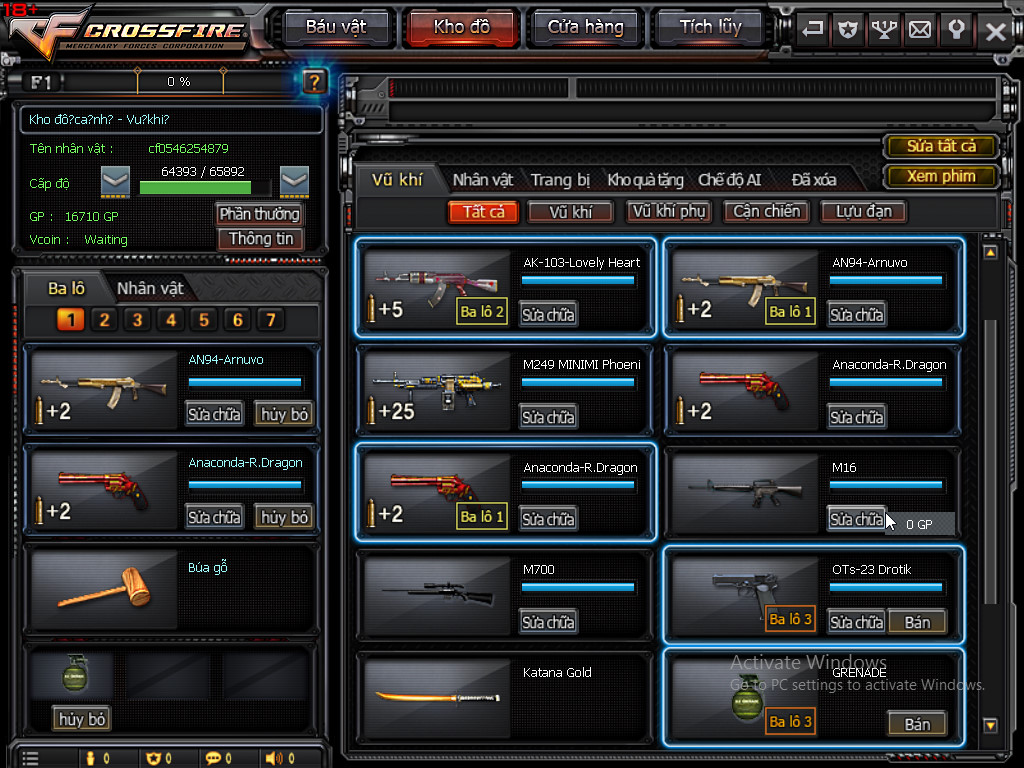 18+
CROSSFIRE
MERCENARY FORCES CORPORATION
Báu vật
Kho đồ
Cửa hàng
Tích lũy
F1
0 %
?
Kho đô?ca?nh? - Vu?khi?
Tên nhân vật : cf0546254879
Cấp độ
64393 / 65892
GP : 16710 GP
Phần thưởng
Vcoin : Waiting
Thông tin
Sửa tất cả
Xem phim
Vũ khí
Nhân vật
Trang bị
Kho quà tặng
Chế độ AI
Đã xóa
Tất cả
Vũ khí
Vũ khí phụ
Cận chiến
Lựu đạn
Ba lô
Nhân vật
1 2 3 4 5 6 7
AN94-Arnuvo
+2
Sửa chữa
hủy bỏ
Anaconda-R.Dragon
+2
Sửa chữa
hủy bỏ
Búa gỗ
hủy bỏ
0
0
0
0
AK-103-Lovely Heart
+5
Ba lô 2
Sửa chữa
AN94-Arnuvo
+2
Ba lô 1
Sửa chữa
M249 MINIMI Phoeni
+25
Sửa chữa
Anaconda-R.Dragon
+2
Sửa chữa
Anaconda-R.Dragon
+2
Ba lô 1
Sửa chữa
M16
Sửa chữa
0 GP
M700
Sửa chữa
OTs-23 Drotik
Ba lô 3
Sửa chữa
Bán
Katana Gold
GRENADE
Ba lô 3
Bán
Activate Windows
Go to PC settings to activate Windows.